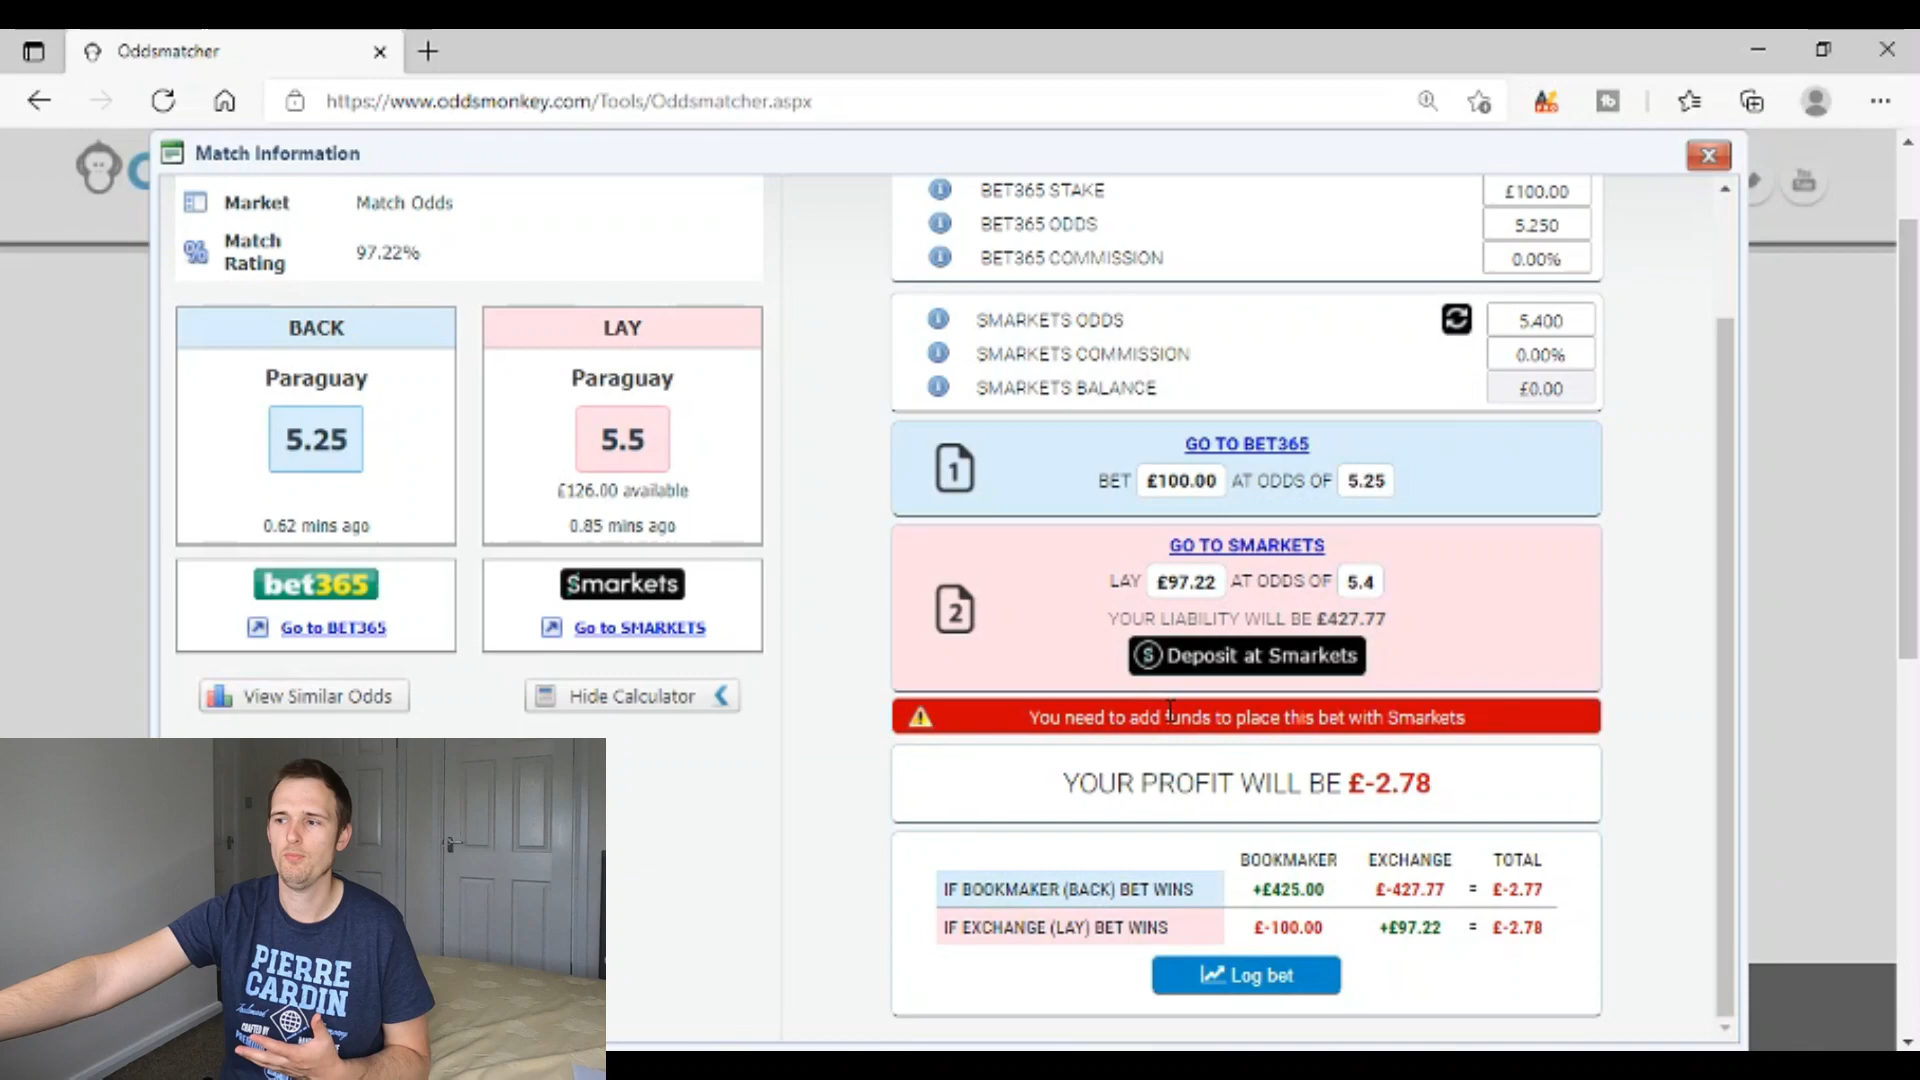 Oddsmatcher
https://www.oddsmonkey.com/Tools/Oddsmatcher.aspx
Match Information
Market Match Odds
Match Rating 97.22%
BACK
Paraguay
5.25
0.62 mins ago
LAY
Paraguay
5.5
£126.00 available
0.85 mins ago
bet365
Go to BET365
Smarkets
Go to SMARKETS
View Similar Odds
Hide Calculator
BET365 STAKE £100.00
BET365 ODDS 5.250
BET365 COMMISSION 0.00%
SMARKETS ODDS 5.400
SMARKETS COMMISSION 0.00%
SMARKETS BALANCE £0.00
1
GO TO BET365
BET £100.00 AT ODDS OF 5.25
2
GO TO SMARKETS
LAY £97.22 AT ODDS OF 5.4
YOUR LIABILITY WILL BE £427.77
Deposit at Smarkets
You need to add funds to place this bet with Smarkets
YOUR PROFIT WILL BE £-2.78
BOOKMAKER EXCHANGE TOTAL
IF BOOKMAKER (BACK) BET WINS +£425.00 £-427.77 = £-2.77
IF EXCHANGE (LAY) BET WINS £-100.00 +£97.22 = £-2.78
Log bet
PIERRE
CARDIN
CRAFTED BY